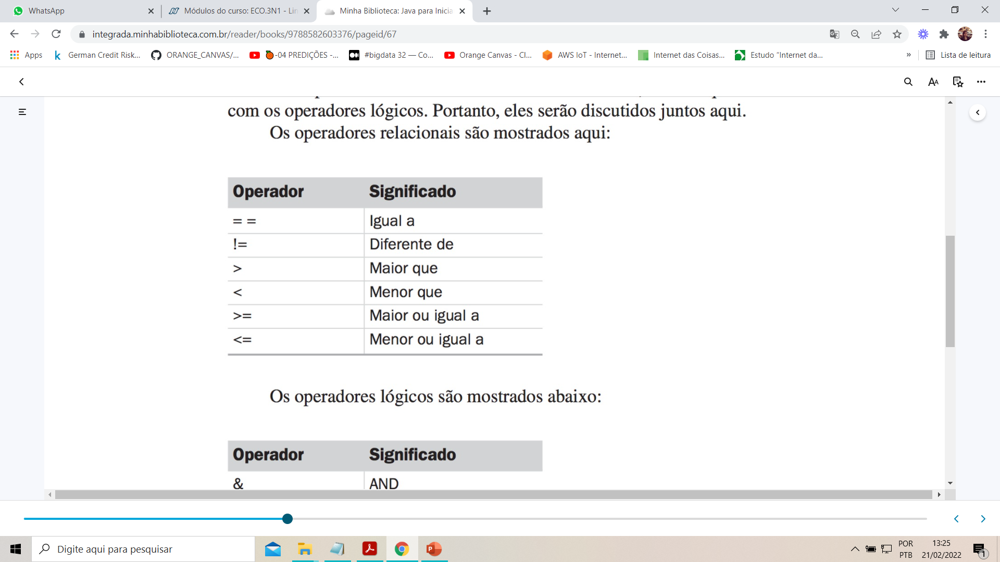 WhatsApp
Módulos do curso: ECO.3N1 - Lin
Minha Biblioteca: Java para Inicia
integrada.minhabiblioteca.com.br/reader/books/9788582603376/pageid/67
Apps
German Credit Risk...
ORANGE_CANVAS/...
-04 PREDIÇÕES -...
#bigdata 32 — Co...
Orange Canvas - Cl...
AWS IoT - Internet...
Internet das Coisas...
Estudo “Internet da...
»
Lista de leitura
com os operadores lógicos. Portanto, eles serão discutidos juntos aqui.
Os operadores relacionais são mostrados aqui:
Operador Significado
= = Igual a
!= Diferente de
> Maior que
< Menor que
>= Maior ou igual a
<= Menor ou igual a
Os operadores lógicos são mostrados abaixo:
Operador Significado
& AND
Digite aqui para pesquisar
POR
PTB
13:25
21/02/2022
1